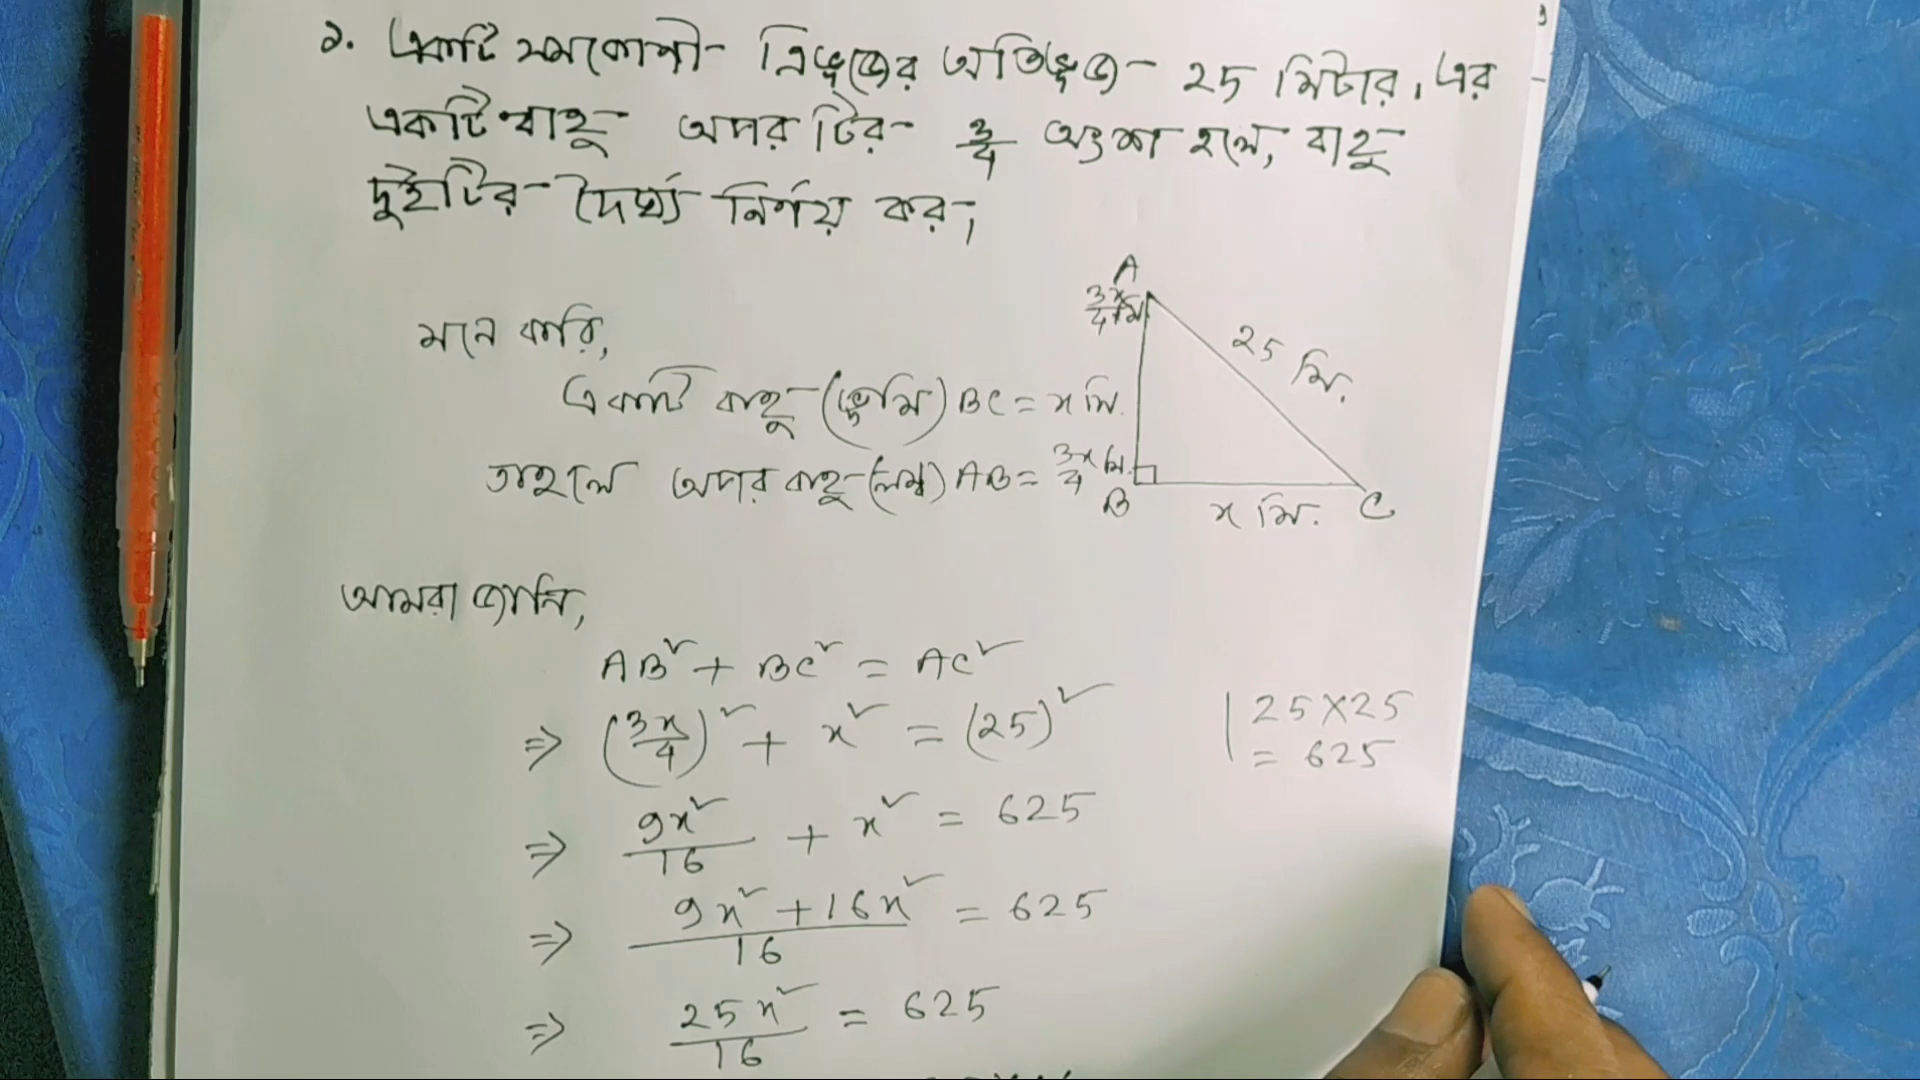 ১. একটি সমকোণী ত্রিভুজের অতিভুজ 25 মিটার। এর
একটি বাহু অপরটির 3/4 অংশ হলে, বাহু
দুইটির দৈর্ঘ্য নির্ণয় কর।
A
3x/4 মি.
25 মি.
মনে করি,
একটি বাহু (ভূমি) BC = x মি.
তাহলে অপর বাহু (লম্ব) AB = 3x/4 মি.
B
x মি.
C
আমরা জানি,
AB² + BC² = AC²
⇒ (3x/4)² + x² = (25)²
25×25
= 625
⇒ 9x²/16 + x² = 625
⇒ (9x² + 16x²)/16 = 625
⇒ 25x²/16 = 625